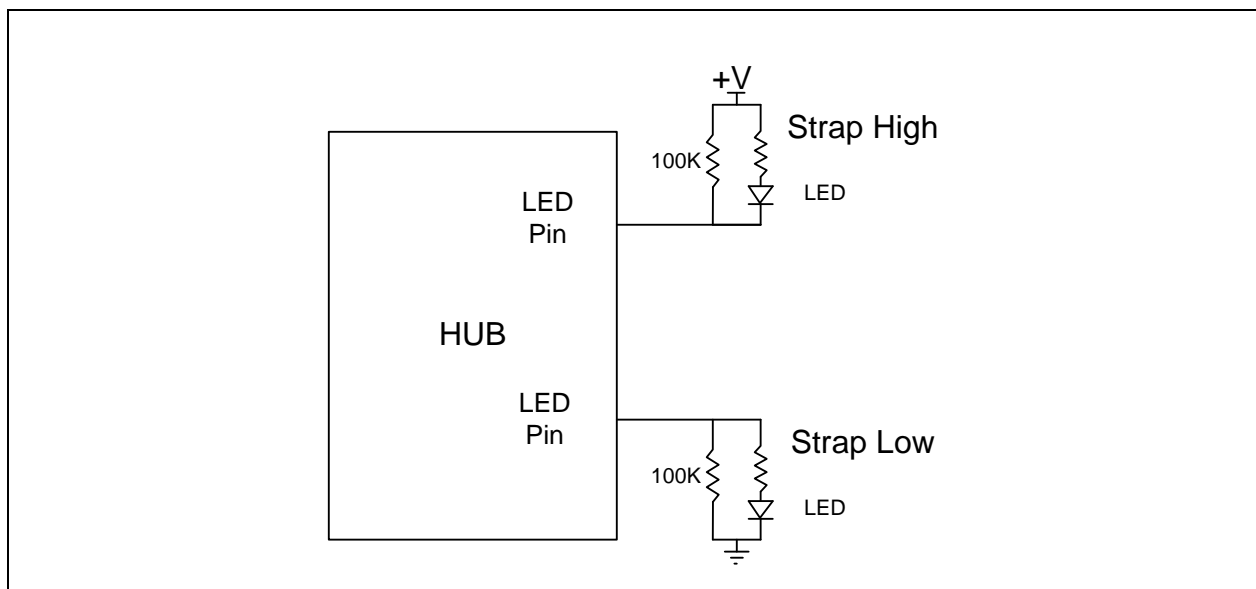 +V
Strap High
100K
LED
LED
Pin
HUB
LED
Pin
Strap Low
100K
LED